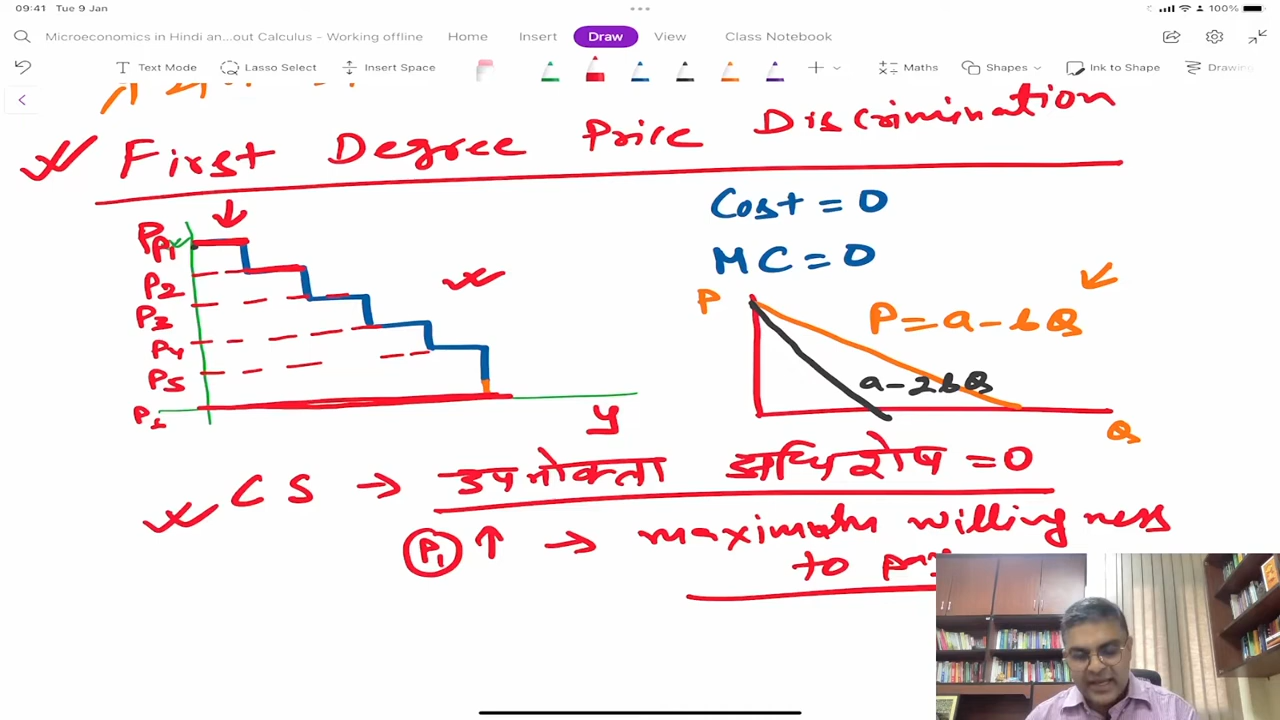 09:41 Tue 9 Jan
100%
Microeconomics in Hindi an...out Calculus - Working offline
Home
Insert
Draw
View
Class Notebook
Text Mode
Lasso Select
Insert Space
Maths
Shapes
Ink to Shape
Drawing
First Degree Price Discrimination
Cost = 0
MC = 0
P
P1
P2
P3
P4
P5
y
P
P = a - bQ
a - 2bQ
Q
CS → उपभोक्ता अधिशेष = 0
P1 ↑ → maximum willingness
to pay